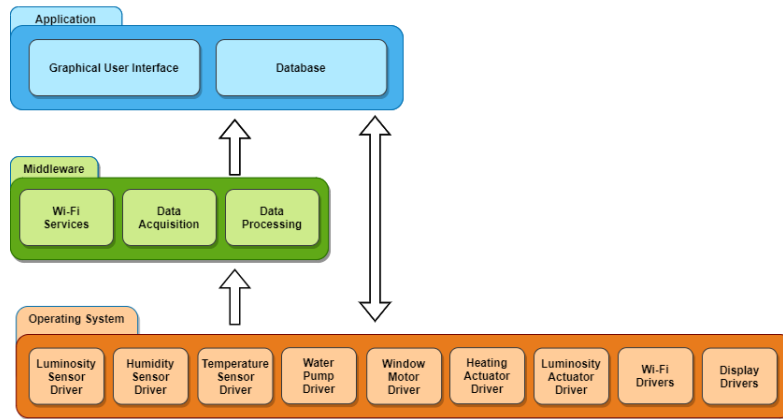 Application
Graphical User Interface
Database
Middleware
Wi-Fi
Services
Data
Acquisition
Data
Processing
Operating System
Luminosity
Sensor
Driver
Humidity
Sensor
Driver
Temperature
Sensor
Driver
Water
Pump
Driver
Window
Motor
Driver
Heating
Actuator
Driver
Luminosity
Actuator
Driver
Wi-Fi
Drivers
Display
Drivers